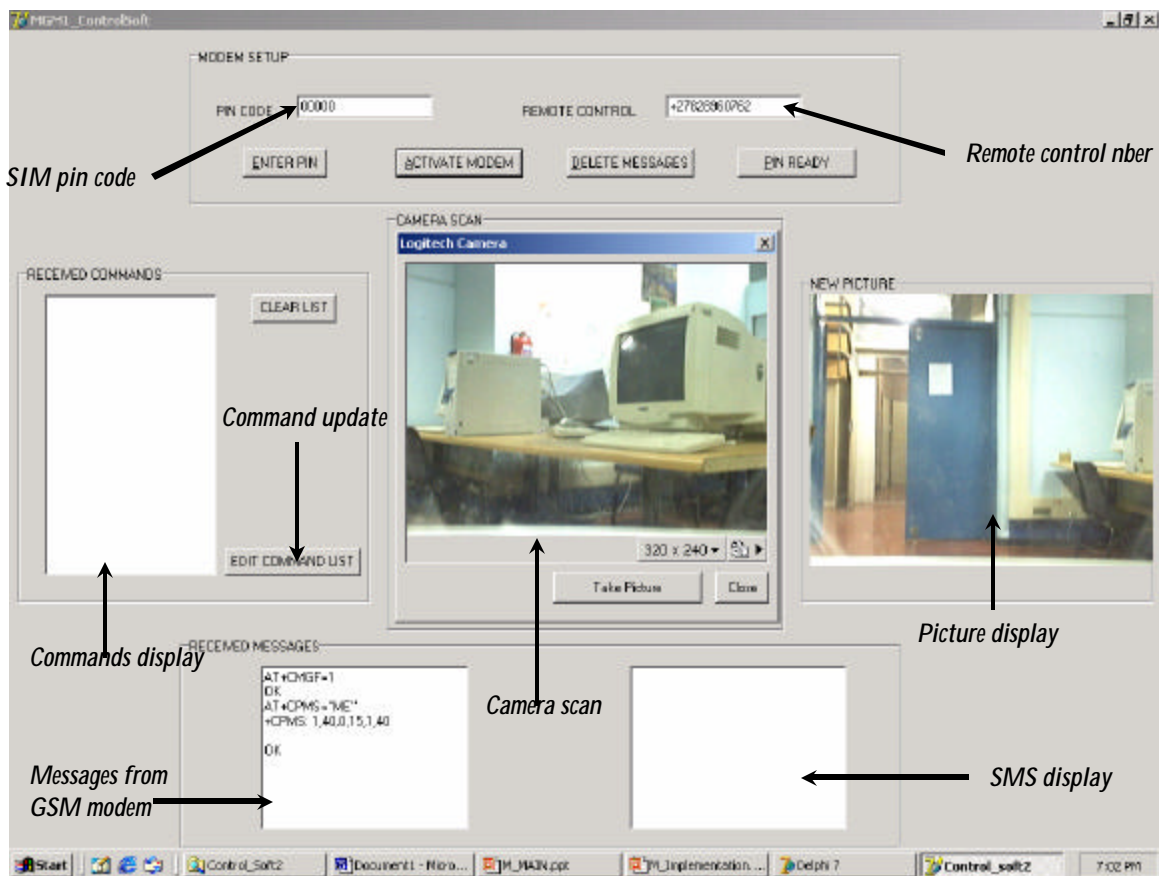 MGM1_ControlSoft
MODEM SETUP
PIN CODE
00000
REMOTE CONTROL
+27828960762
SIM pin code
Remote control nber
ENTER PIN
ACTIVATE MODEM
DELETE MESSAGES
PIN READY
CAMERA SCAN
Logitech Camera
RECEIVED COMMANDS
CLEAR LIST
NEW PICTURE
Command update
EDIT COMMAND LIST
320 x 240
Take Picture
Close
Commands display
Picture display
RECEIVED MESSAGES
AT+CMGF=1
OK
AT+CPMS="ME"
+CPMS: 1,40,0,15,1,40
OK
Camera scan
Messages from
GSM modem
SMS display
Start
Control_Soft2
Document1 - Micro...
M_MAIN.ppt
M_Implementation....
Delphi 7
Control_soft2
7:02 PM